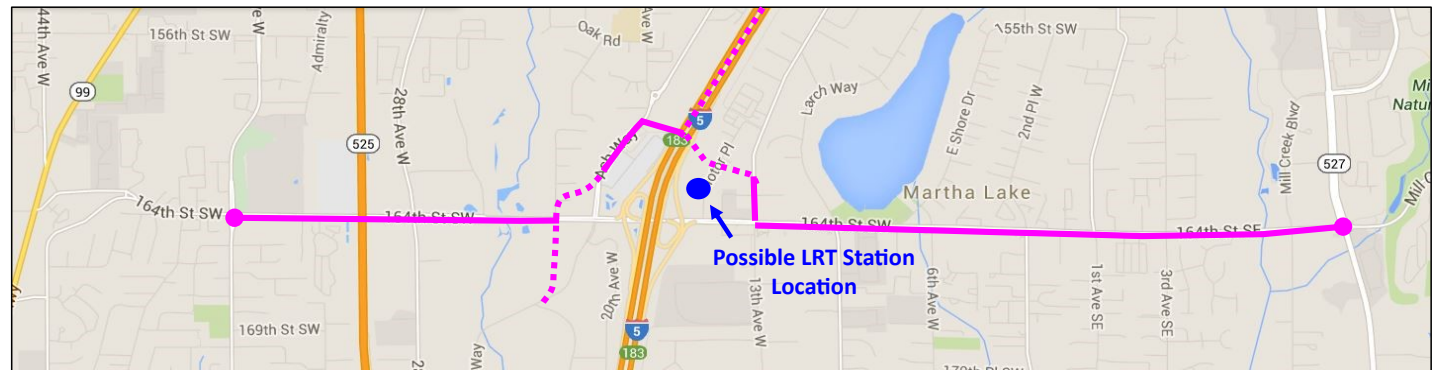 44th Ave W
156th St SW
Admiralty
99
28th Ave W
525
164th St SW
164th St SW
169th St SW
Oak Rd
Ash Way
5
183
Larch Way
155th St SW
E Shore Dr
2nd Pl W
Martha Lake
Mill Creek Blvd
527
164th St SW
164th St SE
Possible LRT Station
Location
20th Ave W
13th Ave W
6th Ave W
1st Ave SE
3rd Ave SE
5
183
Way